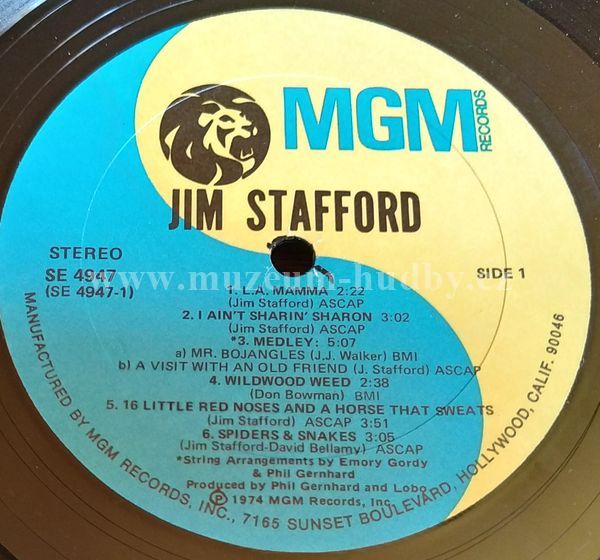 MGM RECORDS
JIM STAFFORD
STEREO
SE 4947
(SE 4947-1)
SIDE 1
www.muzeum-hudby.cz
1. L.A. MAMMA 2:22
(Jim Stafford) ASCAP
2. I AIN'T SHARIN' SHARON 3:02
(Jim Stafford) ASCAP
*3. MEDLEY: 5:07
a) MR. BOJANGLES (J.J. Walker) BMI
b) A VISIT WITH AN OLD FRIEND (J. Stafford) ASCAP
4. WILDWOOD WEED 2:38
(Don Bowman) BMI
5. 16 LITTLE RED NOSES AND A HORSE THAT SWEATS
(Jim Stafford) ASCAP 3:51
6. SPIDERS & SNAKES 3:05
(Jim Stafford-David Bellamy) ASCAP
*String Arrangements by Emory Gordy
& Phil Gernhard
Produced by Phil Gernhard and Lobo
℗ 1974 MGM Records, Inc.
MANUFACTURED BY MGM RECORDS, INC., 7165 SUNSET BOULEVARD, HOLLYWOOD, CALIF. 90046